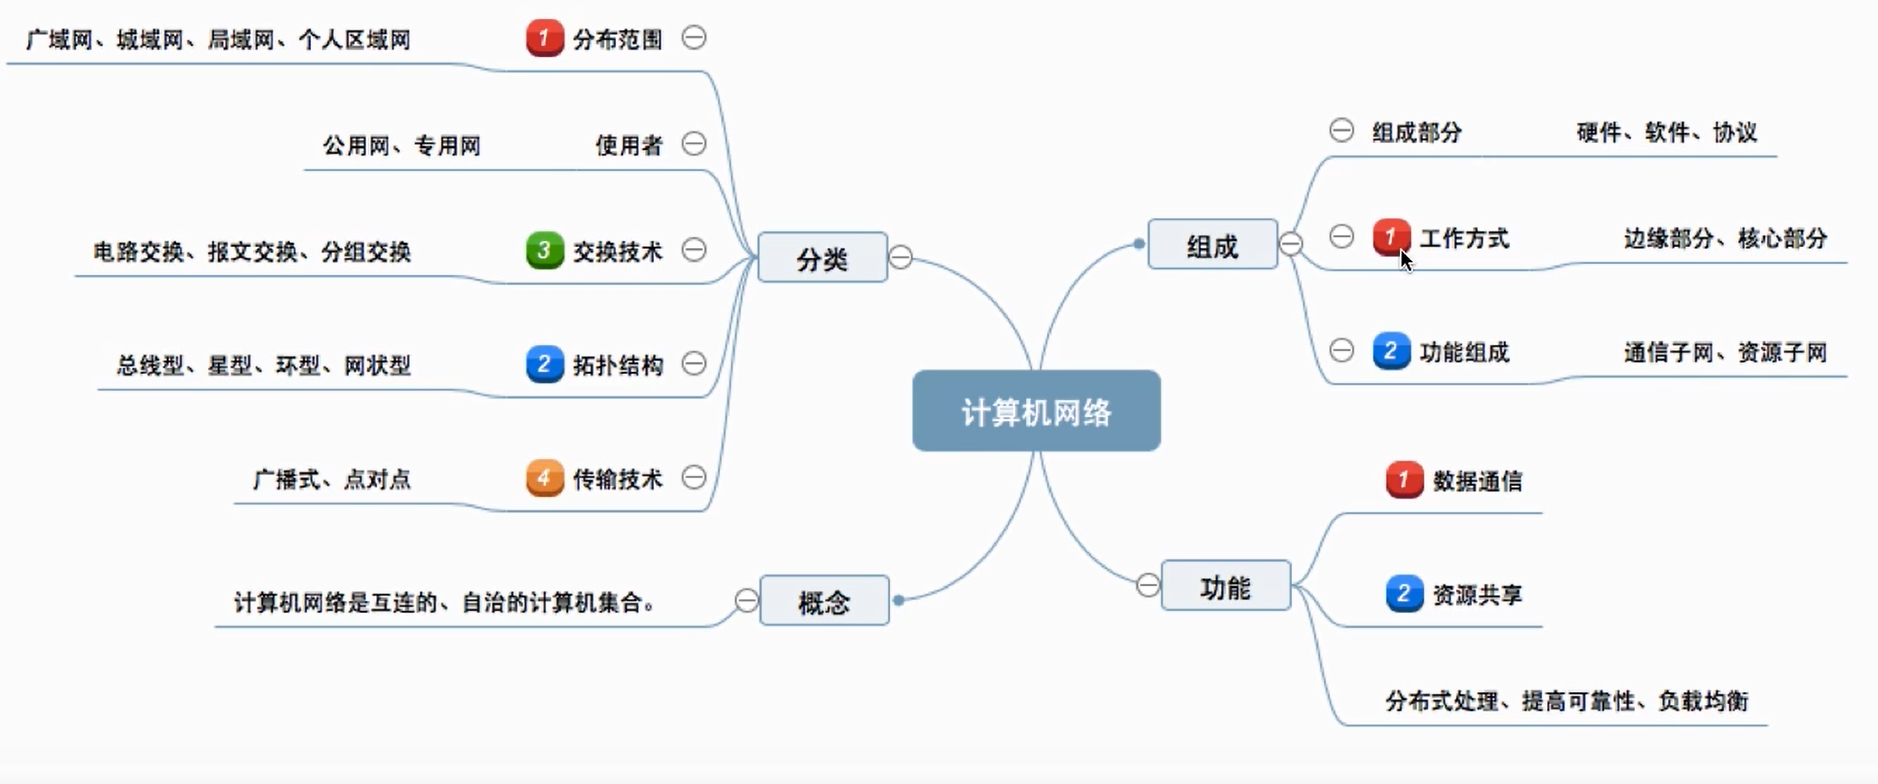 广域网、城域网、局域网、个人区域网
1 分布范围
公用网、专用网
使用者
电路交换、报文交换、分组交换
3 交换技术
总线型、星型、环型、网状型
2 拓扑结构
广播式、点对点
4 传输技术
分类
计算机网络是互连的、自治的计算机集合。
概念
计算机网络
组成
组成部分
硬件、软件、协议
1 工作方式
边缘部分、核心部分
2 功能组成
通信子网、资源子网
功能
1 数据通信
2 资源共享
分布式处理、提高可靠性、负载均衡